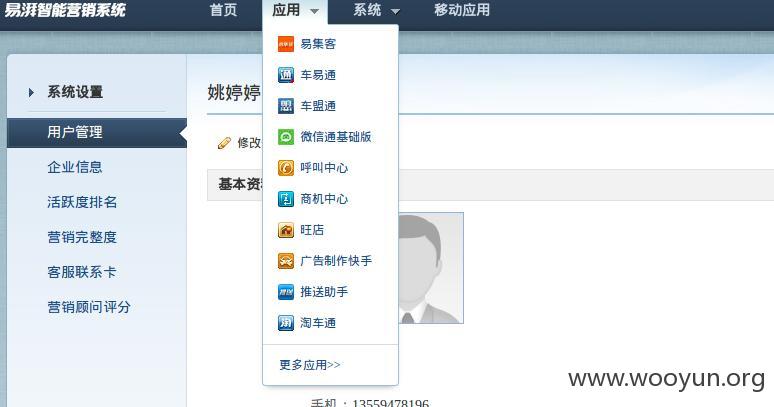 易湃智能营销系统 首页 应用 系统 移动应用
易集客
车易通
车盟通
微信通基础版
呼叫中心
商机中心
旺店
广告制作快手
推送助手
淘车通
更多应用>>
系统设置
用户管理
企业信息
活跃度排名
营销完整度
客服联系卡
营销顾问评分
姚婷婷
修改
基本资
手机：13559478196
www.wooyun.org